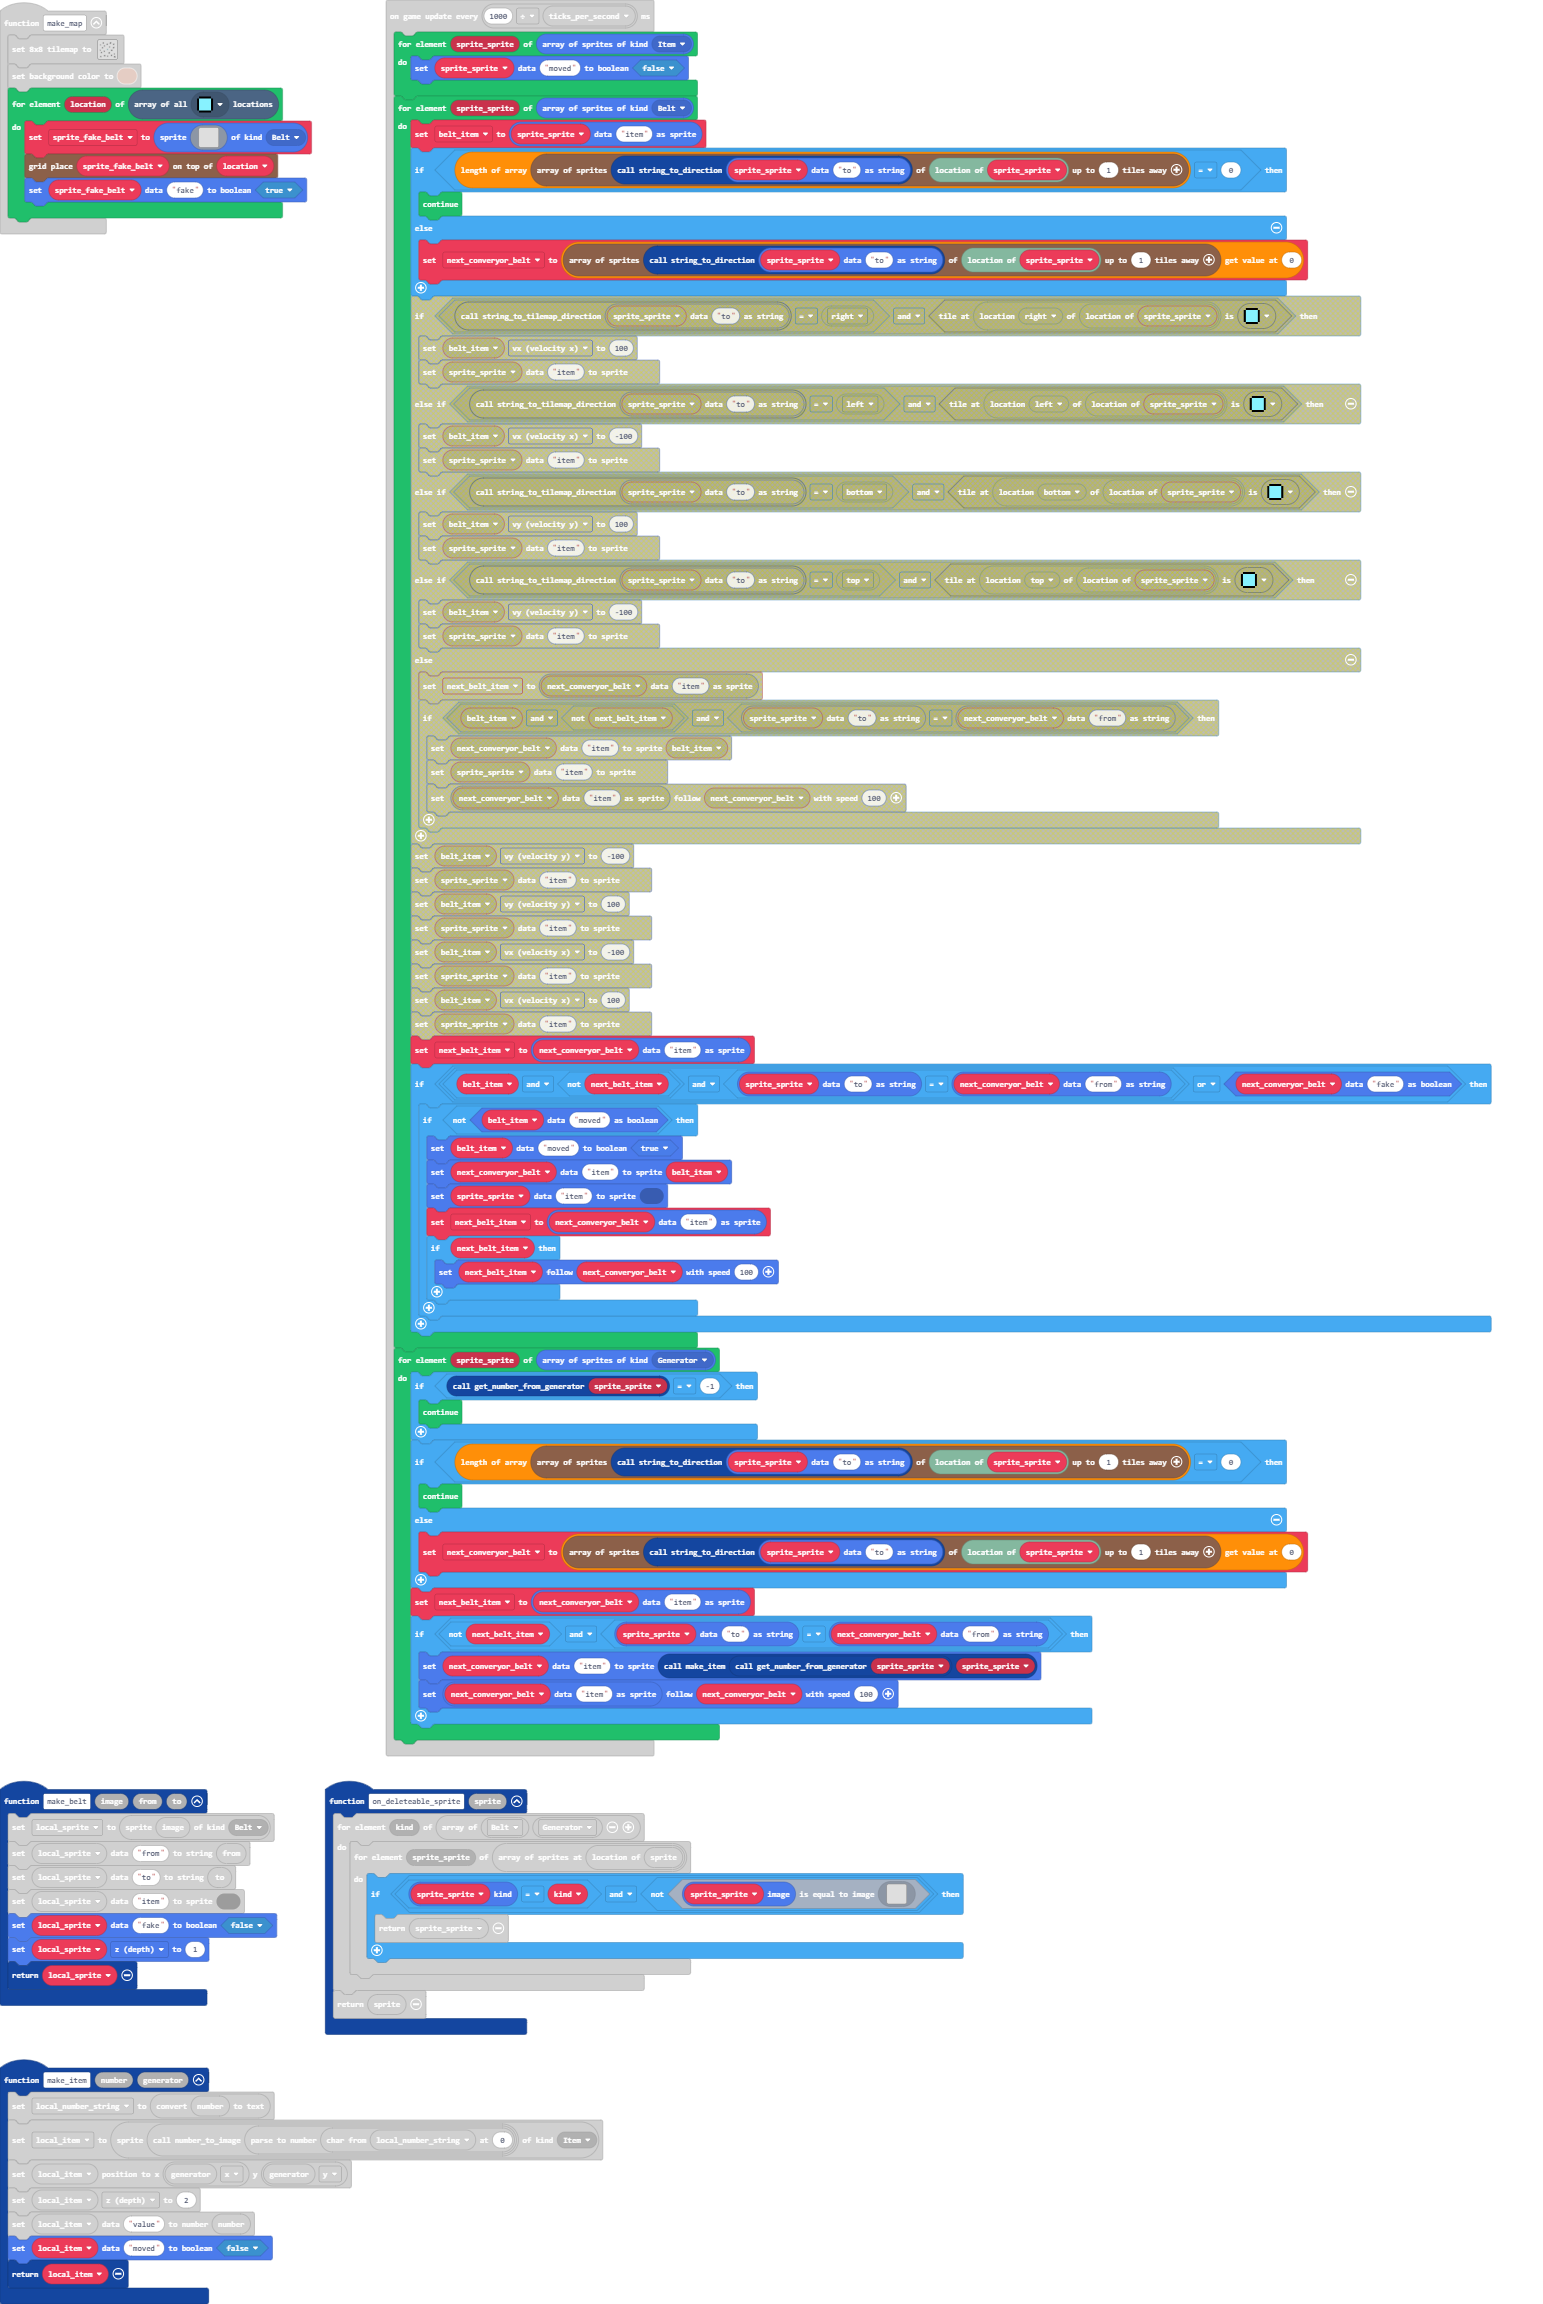 function make_map
set 8x8 tilemap to
set background color to
for element location of array of all locations
do
set sprite_fake_belt to sprite of kind Belt
grid place sprite_fake_belt on top of location
set sprite_fake_belt data "fake" to boolean true
on game update every 1000 ÷ ticks_per_second ms
for element sprite_sprite of array of sprites of kind Item
do set sprite_sprite data "moved" to boolean false
for element sprite_sprite of array of sprites of kind Belt
do set belt_item to sprite_sprite data "item" as sprite
if length of array array of sprites call string_to_direction sprite_sprite data "to" as string of location of sprite_sprite up to 1 tiles away = 0 then
continue
else
set next_converyor_belt to array of sprites call string_to_direction sprite_sprite data "to" as string of location of sprite_sprite up to 1 tiles away get value at 0
if call string_to_tilemap_direction sprite_sprite data "to" as string = right and tile at location right of location of sprite_sprite is then
set belt_item vx (velocity x) to 100
set sprite_sprite data "item" to sprite
else if call string_to_tilemap_direction sprite_sprite data "to" as string = left and tile at location left of location of sprite_sprite is then
set belt_item vx (velocity x) to -100
set sprite_sprite data "item" to sprite
else if call string_to_tilemap_direction sprite_sprite data "to" as string = bottom and tile at location bottom of location of sprite_sprite is then
set belt_item vy (velocity y) to 100
set sprite_sprite data "item" to sprite
else if call string_to_tilemap_direction sprite_sprite data "to" as string = top and tile at location top of location of sprite_sprite is then
set belt_item vy (velocity y) to -100
set sprite_sprite data "item" to sprite
else
set next_belt_item to next_converyor_belt data "item" as sprite
if belt_item and not next_belt_item and sprite_sprite data "to" as string = next_converyor_belt data "from" as string then
set next_converyor_belt data "item" to sprite belt_item
set sprite_sprite data "item" to sprite
set next_converyor_belt data "item" as sprite follow next_converyor_belt with speed 100
set belt_item vy (velocity y) to -100
set sprite_sprite data "item" to sprite
set belt_item vy (velocity y) to 100
set sprite_sprite data "item" to sprite
set belt_item vx (velocity x) to -100
set sprite_sprite data "item" to sprite
set belt_item vx (velocity x) to 100
set sprite_sprite data "item" to sprite
set next_belt_item to next_converyor_belt data "item" as sprite
if belt_item and not next_belt_item and sprite_sprite data "to" as string = next_converyor_belt data "from" as string or next_converyor_belt data "fake" as boolean then
if not belt_item data "moved" as boolean then
set belt_item data "moved" to boolean true
set next_converyor_belt data "item" to sprite belt_item
set sprite_sprite data "item" to sprite
set next_belt_item to next_converyor_belt data "item" as sprite
if next_belt_item then
set next_belt_item follow next_converyor_belt with speed 100
for element sprite_sprite of array of sprites of kind Generator
do if call get_number_from_generator sprite_sprite = -1 then
continue
if length of array array of sprites call string_to_direction sprite_sprite data "to" as string of location of sprite_sprite up to 1 tiles away = 0 then
continue
else
set next_converyor_belt to array of sprites call string_to_direction sprite_sprite data "to" as string of location of sprite_sprite up to 1 tiles away get value at 0
set next_belt_item to next_converyor_belt data "item" as sprite
if not next_belt_item and sprite_sprite data "to" as string = next_converyor_belt data "from" as string then
set next_converyor_belt data "item" to sprite call make_item call get_number_from_generator sprite_sprite sprite_sprite
set next_converyor_belt data "item" as sprite follow next_converyor_belt with speed 100
function make_belt image from to
set local_sprite to sprite image of kind Belt
set local_sprite data "from" to string from
set local_sprite data "to" to string to
set local_sprite data "item" to sprite
set local_sprite data "fake" to boolean false
set local_sprite z (depth) to 1
return local_sprite
function on_deleteable_sprite sprite
for element kind of array of Belt Generator
do for element sprite_sprite of array of sprites at location of sprite
do if sprite_sprite kind = kind and not sprite_sprite image is equal to image then
return sprite_sprite
return sprite
function make_item number generator
set local_number_string to convert number to text
set local_item to sprite call number_to_image parse to number char from local_number_string at 0 of kind Item
set local_item position to x generator x y generator y
set local_item z (depth) to 2
set local_item data "value" to number number
set local_item data "moved" to boolean false
return local_item